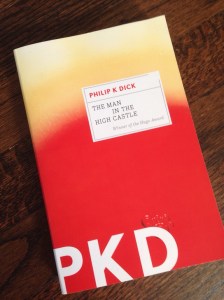 PHILIP K DICK
THE MAN
IN THE
HIGH CASTLE
Winner of the Hugo Award
PKD